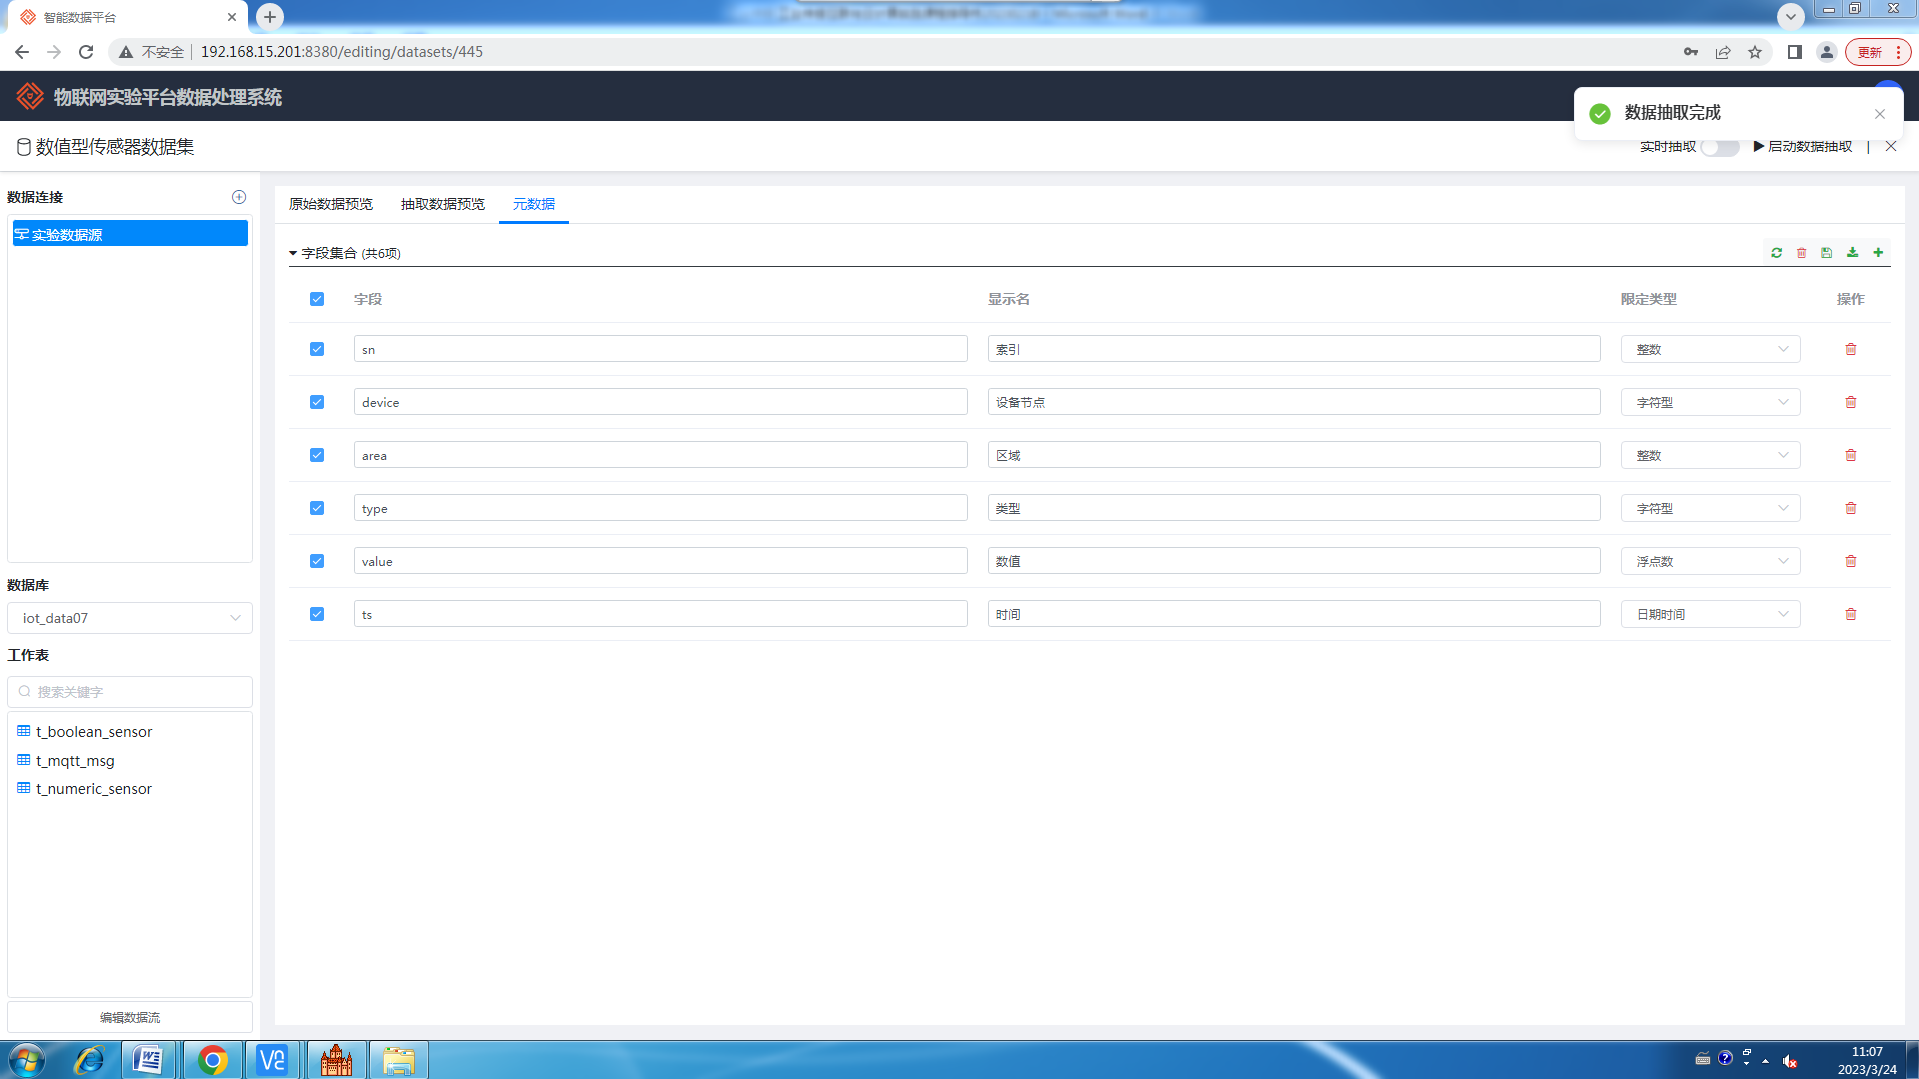 智能数据平台
不安全 192.168.15.201:8380/editing/datasets/445
更新
物联网实验平台数据处理系统
数据抽取完成
数值型传感器数据集
实时抽取
启动数据抽取
数据连接
实验数据源
数据库
iot_data07
工作表
搜索关键字
t_boolean_sensor
t_mqtt_msg
t_numeric_sensor
编辑数据流
原始数据预览 抽取数据预览 元数据
字段集合 (共6项)
字段 显示名 限定类型 操作
sn 索引 整数
device 设备节点 字符型
area 区域 整数
type 类型 字符型
value 数值 浮点数
ts 时间 日期时间
11:07
2023/3/24